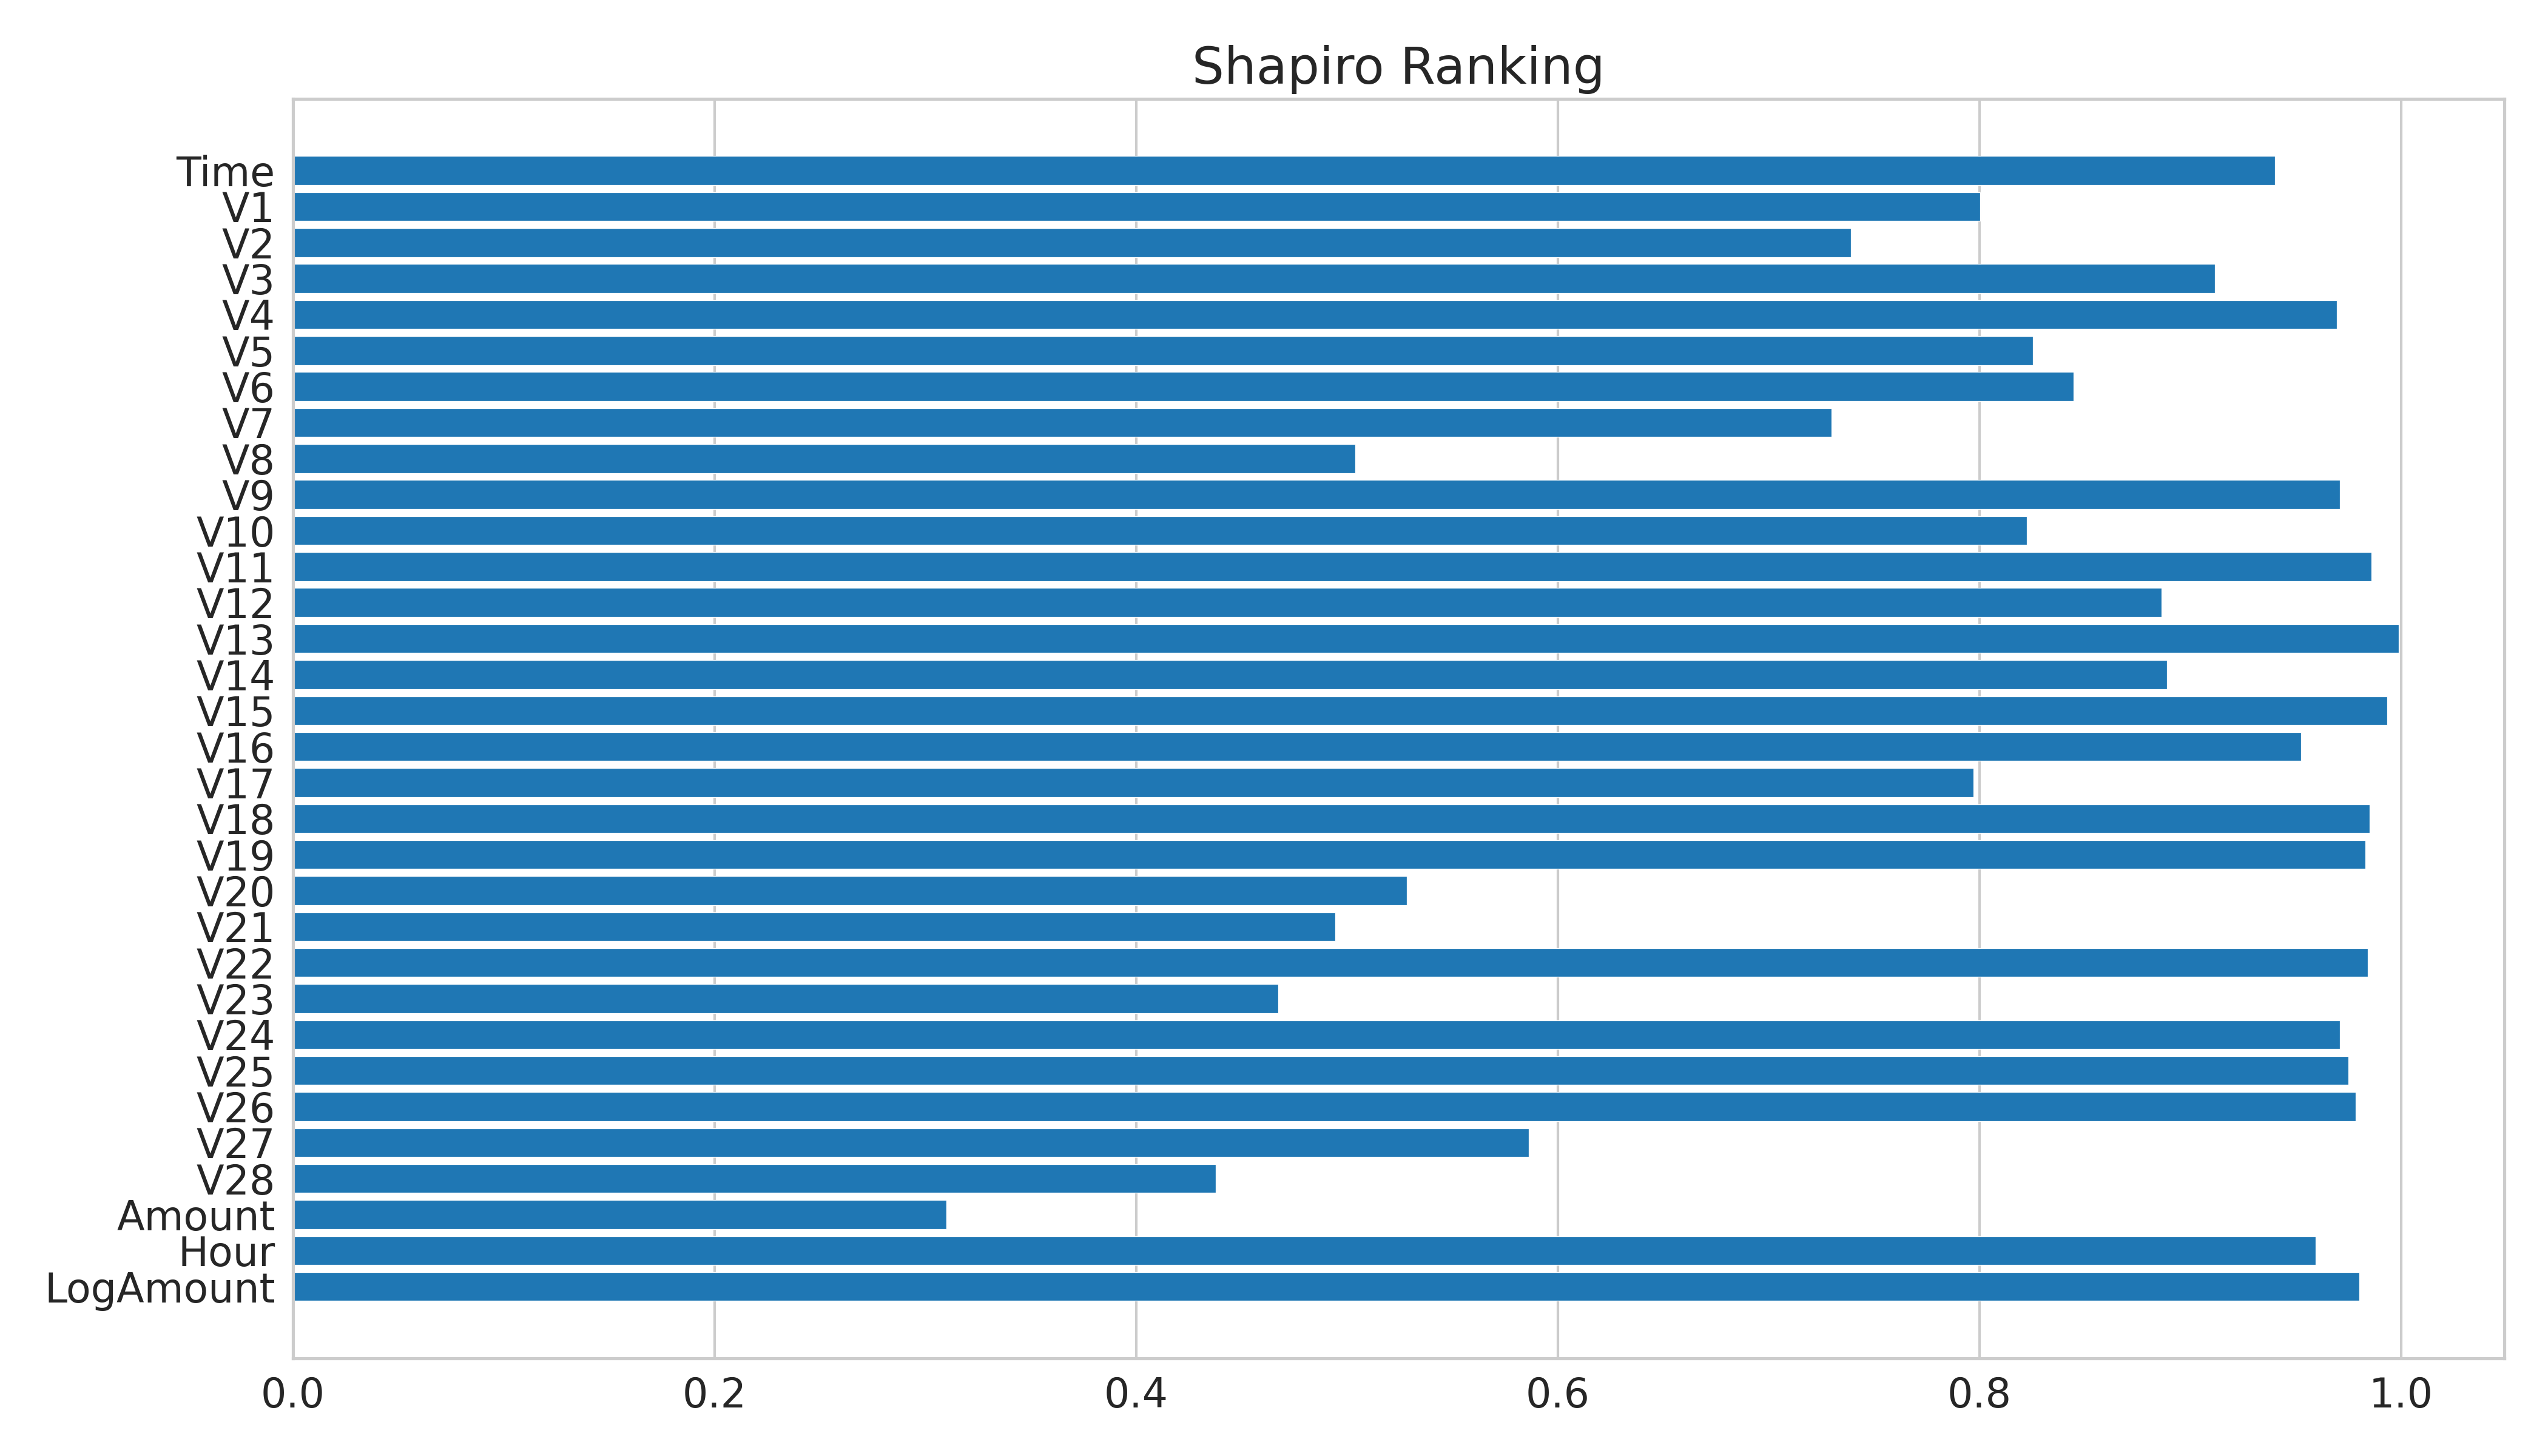 Shapiro Ranking
Time
V1
V2
V3
V4
V5
V6
V7
V8
V9
V10
V11
V12
V13
V14
V15
V16
V17
V18
V19
V20
V21
V22
V23
V24
V25
V26
V27
V28
Amount
Hour
LogAmount
0.0 0.2 0.4 0.6 0.8 1.0